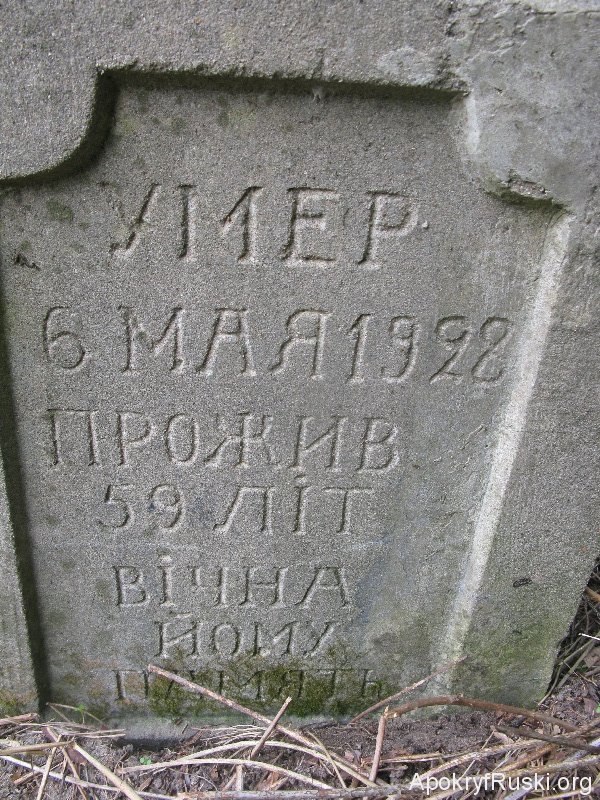 УМЕР
6 МАЯ 1928
ПРОЖИВ
59 ЛІТ
ВІЧНА
ЙОМУ
ПАМЯТЬ
ApokryfRuski.org